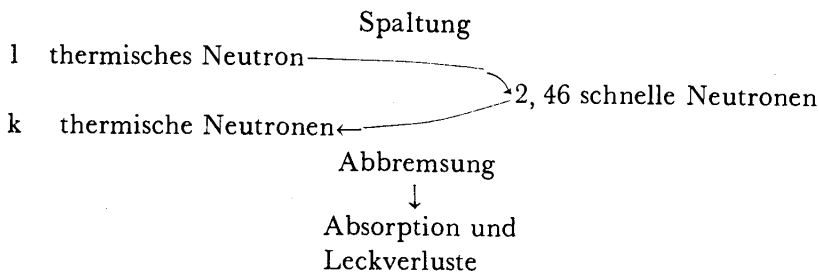 Spaltung
1 thermisches Neutron
2, 46 schnelle Neutronen
k thermische Neutronen
Abbremsung
↓
Absorption und
Leckverluste